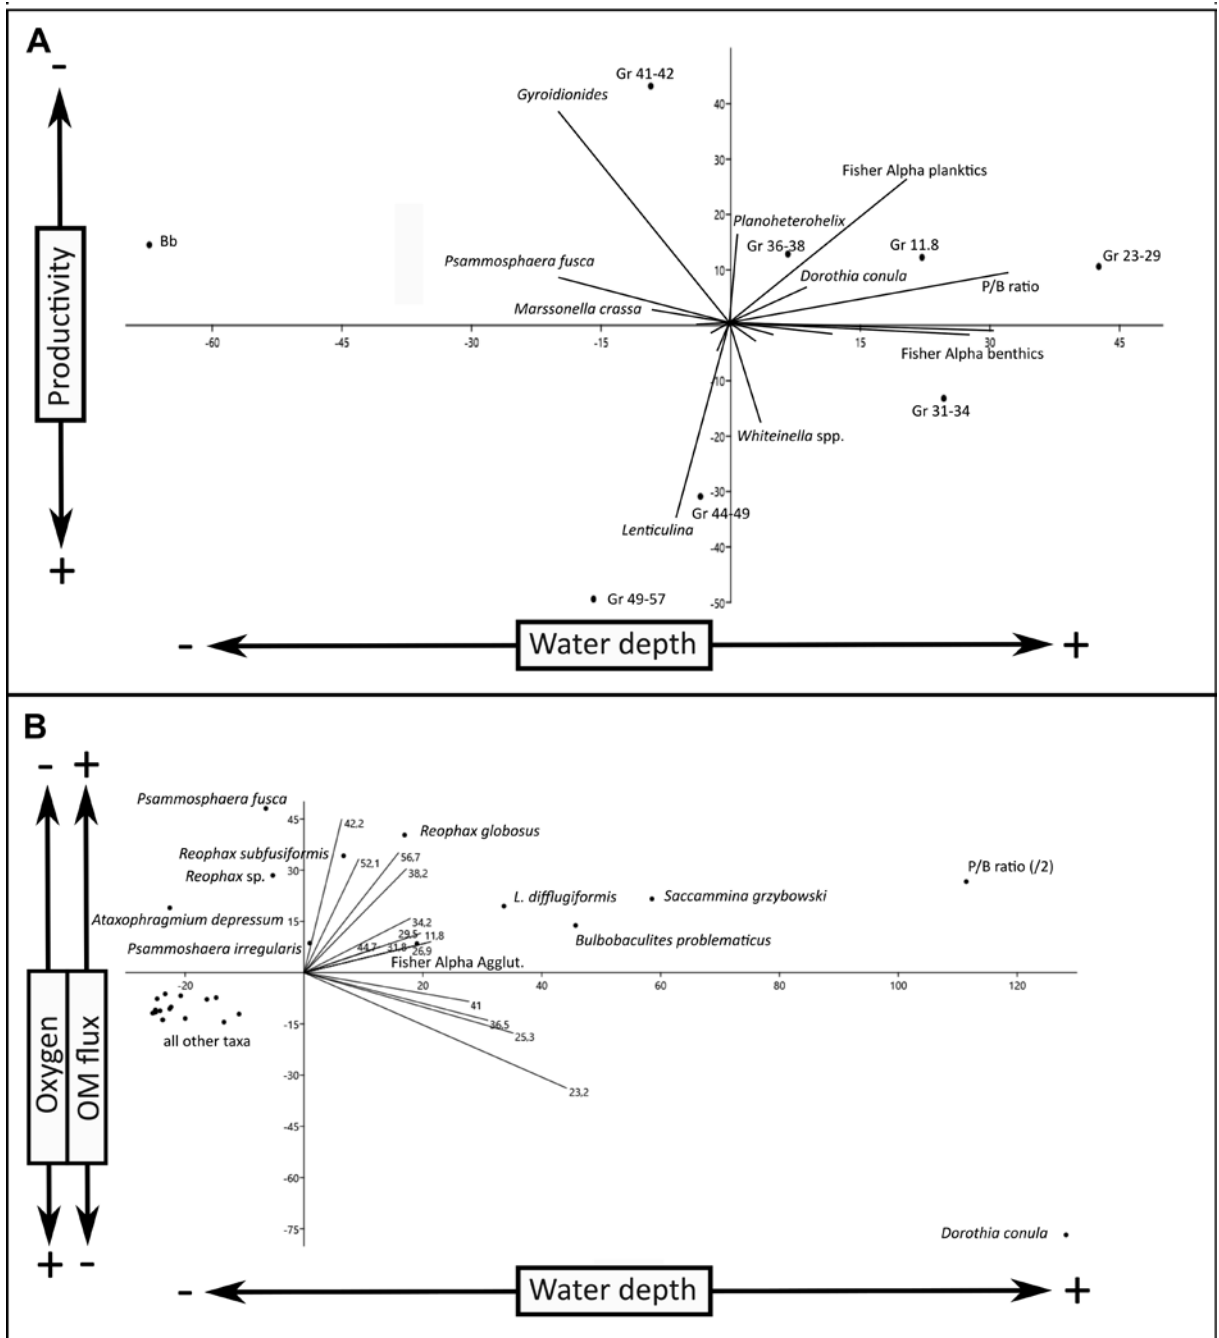 A
-
Productivity
+
Gr 41-42
Gyroidionides
40
30
Fisher Alpha planktics
20
Planoheterohelix
Bb
Gr 36-38
Gr 11.8
Gr 23-29
Psammosphaera fusca
10
Dorothia conula
P/B ratio
Marssonella crassa
-60
-45
-30
-15
15
30
45
Fisher Alpha benthics
-10
Gr 31-34
-20
Whiteinella spp.
-30
Gr 44-49
Lenticulina
-40
Gr 49-57
-50
- Water depth +
B
- +
Oxygen
OM flux
+ -
Psammosphaera fusca
45
42,2
Reophax globosus
Reophax subfusiformis
52,1
56,7
30
38,2
Reophax sp.
P/B ratio (/2)
L. difflugiformis
Saccammina grzybowski
Ataxophragmium depressum
15
34,2
29,5
11,8
Bulbobaculites problematicus
Psammoshaera irregularis
44,7
31,8
26,9
Fisher Alpha Agglut.
-20
20
40
60
80
100
120
41
-15
36,5
25,3
all other taxa
-30
23,2
-45
-60
-75
Dorothia conula
- Water depth +